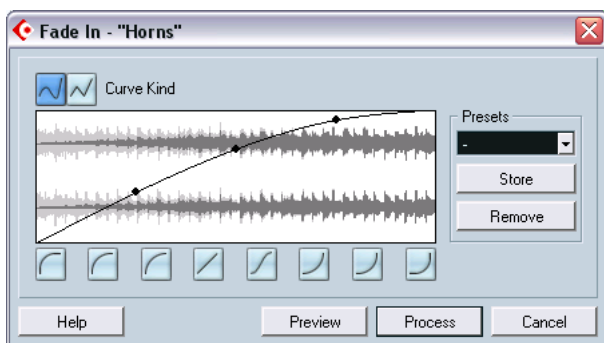 Fade In - "Horns"
Curve Kind
Presets
-
Store
Remove
Help
Preview
Process
Cancel